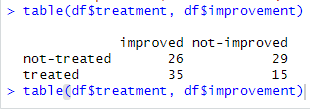 > table(df$treatment, df$improvement)
improved not-improved
not-treated 26 29
treated 35 15
> table(df$treatment, df$improvement)